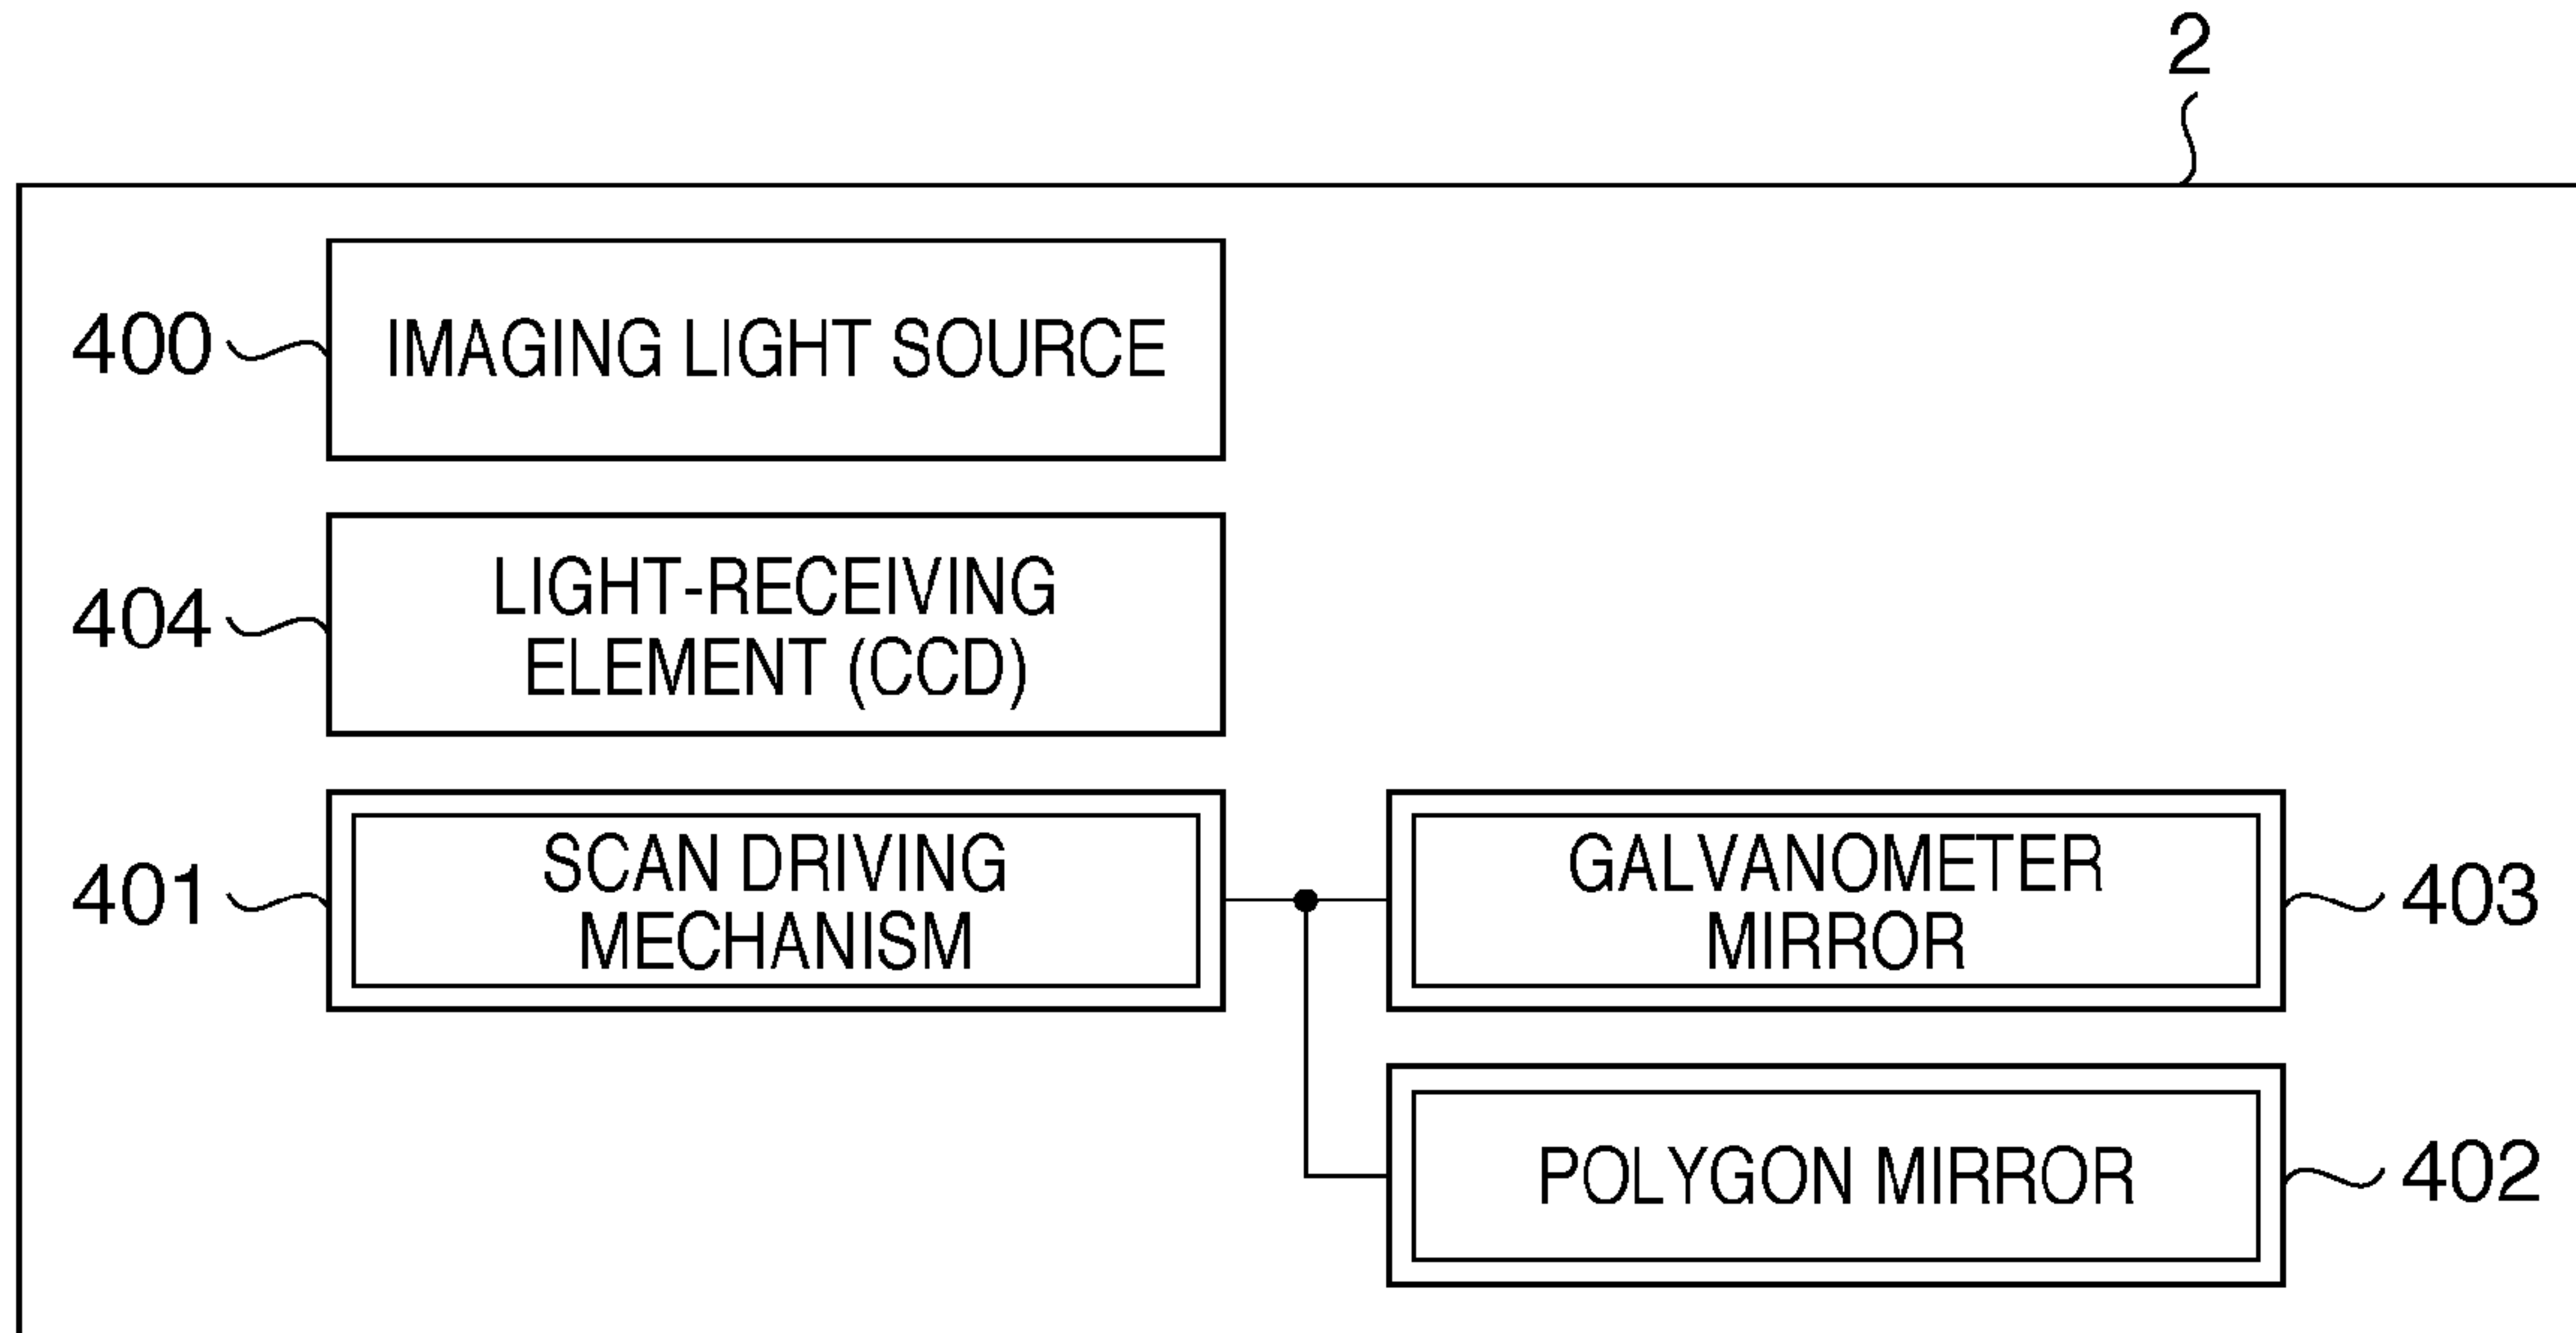 2
400
IMAGING LIGHT SOURCE
404
LIGHT-RECEIVING
ELEMENT (CCD)
401
SCAN DRIVING
MECHANISM
GALVANOMETER
MIRROR
403
POLYGON MIRROR
402